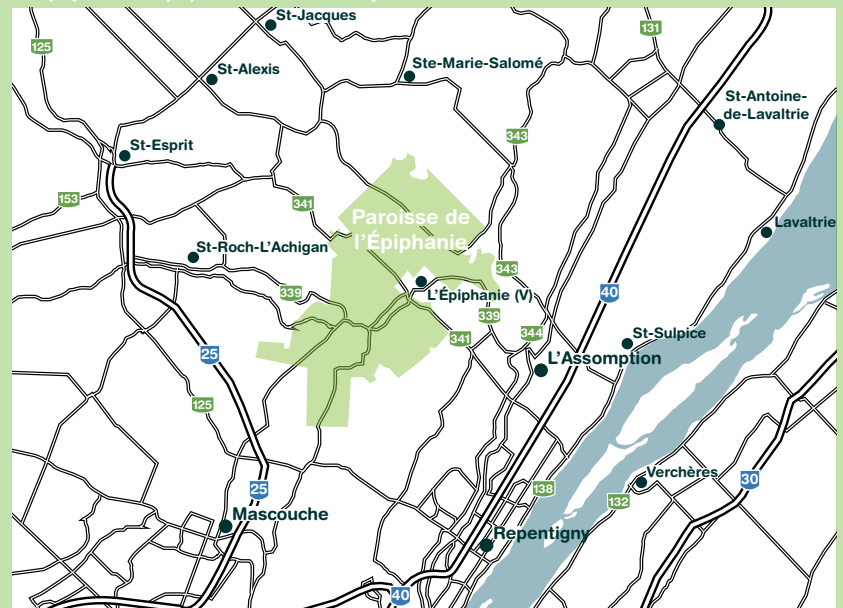 St-Jacques
131
125
St-Alexis
Ste-Marie-Salomé
St-Antoine-
de-Lavaltrie
343
St-Esprit
153
341
Paroisse de
l'Épiphanie
Lavaltrie
St-Roch-L'Achigan
343
339
L'Épiphanie (V)
40
339
344
St-Sulpice
341
25
L'Assomption
125
Verchères
30
25
138
132
Mascouche
Repentigny
40